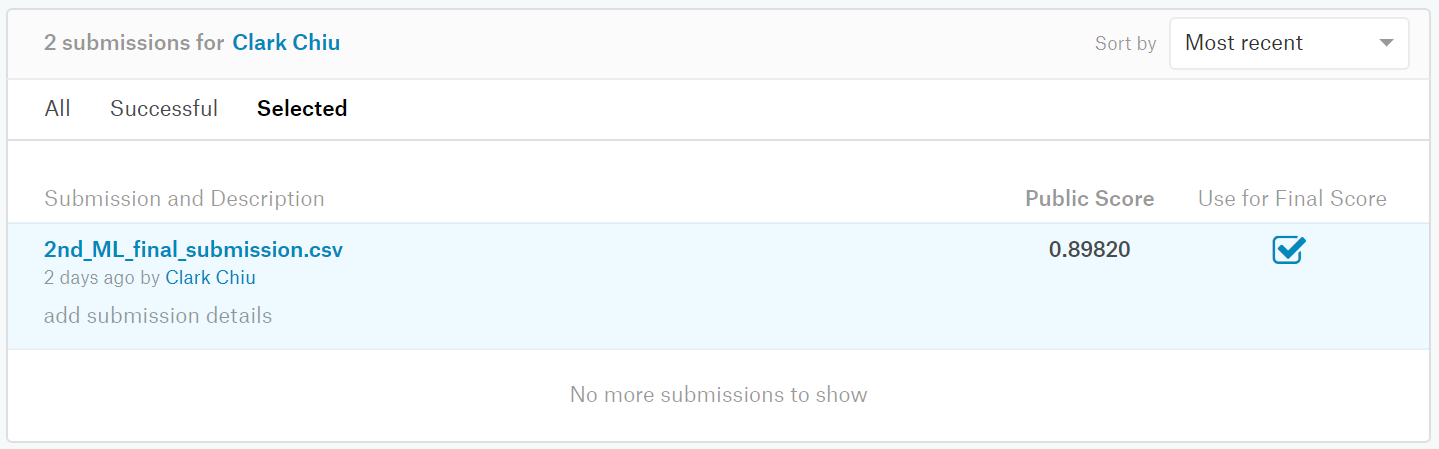 2 submissions for Clark Chiu
Sort by Most recent
All Successful Selected
Submission and Description Public Score Use for Final Score
2nd_ML_final_submission.csv 0.89820
2 days ago by Clark Chiu
add submission details
No more submissions to show